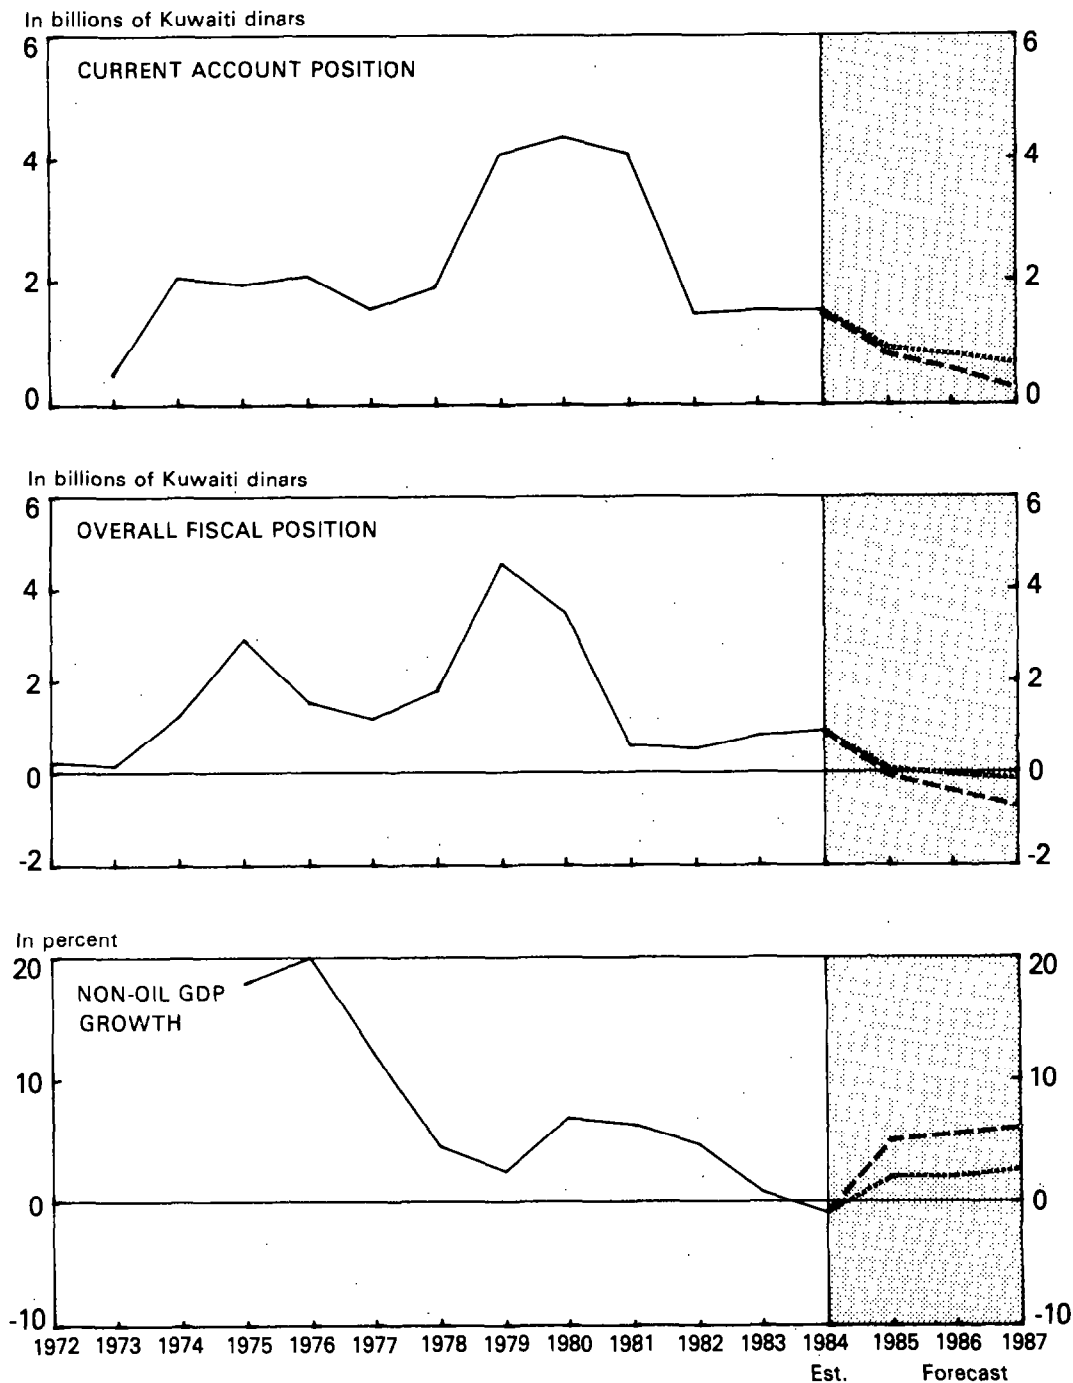 In billions of Kuwaiti dinars
6 6
CURRENT ACCOUNT POSITION
4 4
2 2
0 0
In billions of Kuwaiti dinars
6 6
OVERALL FISCAL POSITION
4 4
2 2
0 0
-2 -2
In percent
20 20
NON-OIL GDP
GROWTH
10 10
0 0
-10 -10
1972 1973 1974 1975 1976 1977 1978 1979 1980 1981 1982 1983 1984 1985 1986 1987
Est. Forecast